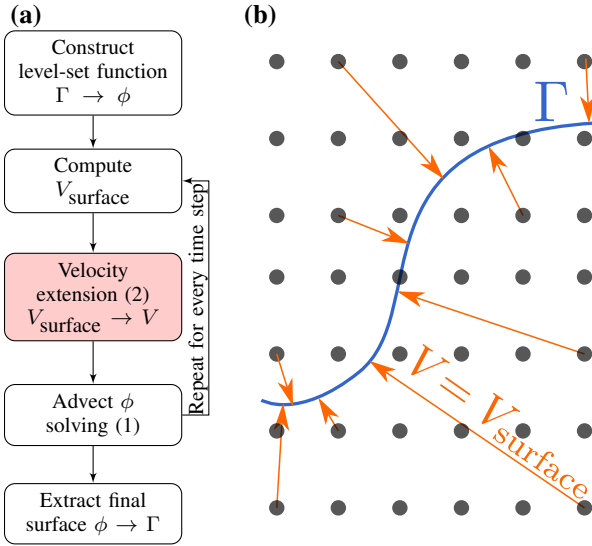 (a)
Construct
level-set function
Γ → ϕ
Compute
V_surface
Velocity
extension (2)
V_surface → V
Advect ϕ
solving (1)
Extract final
surface ϕ → Γ
Repeat for every time step
(b)
Γ
V = V_surface